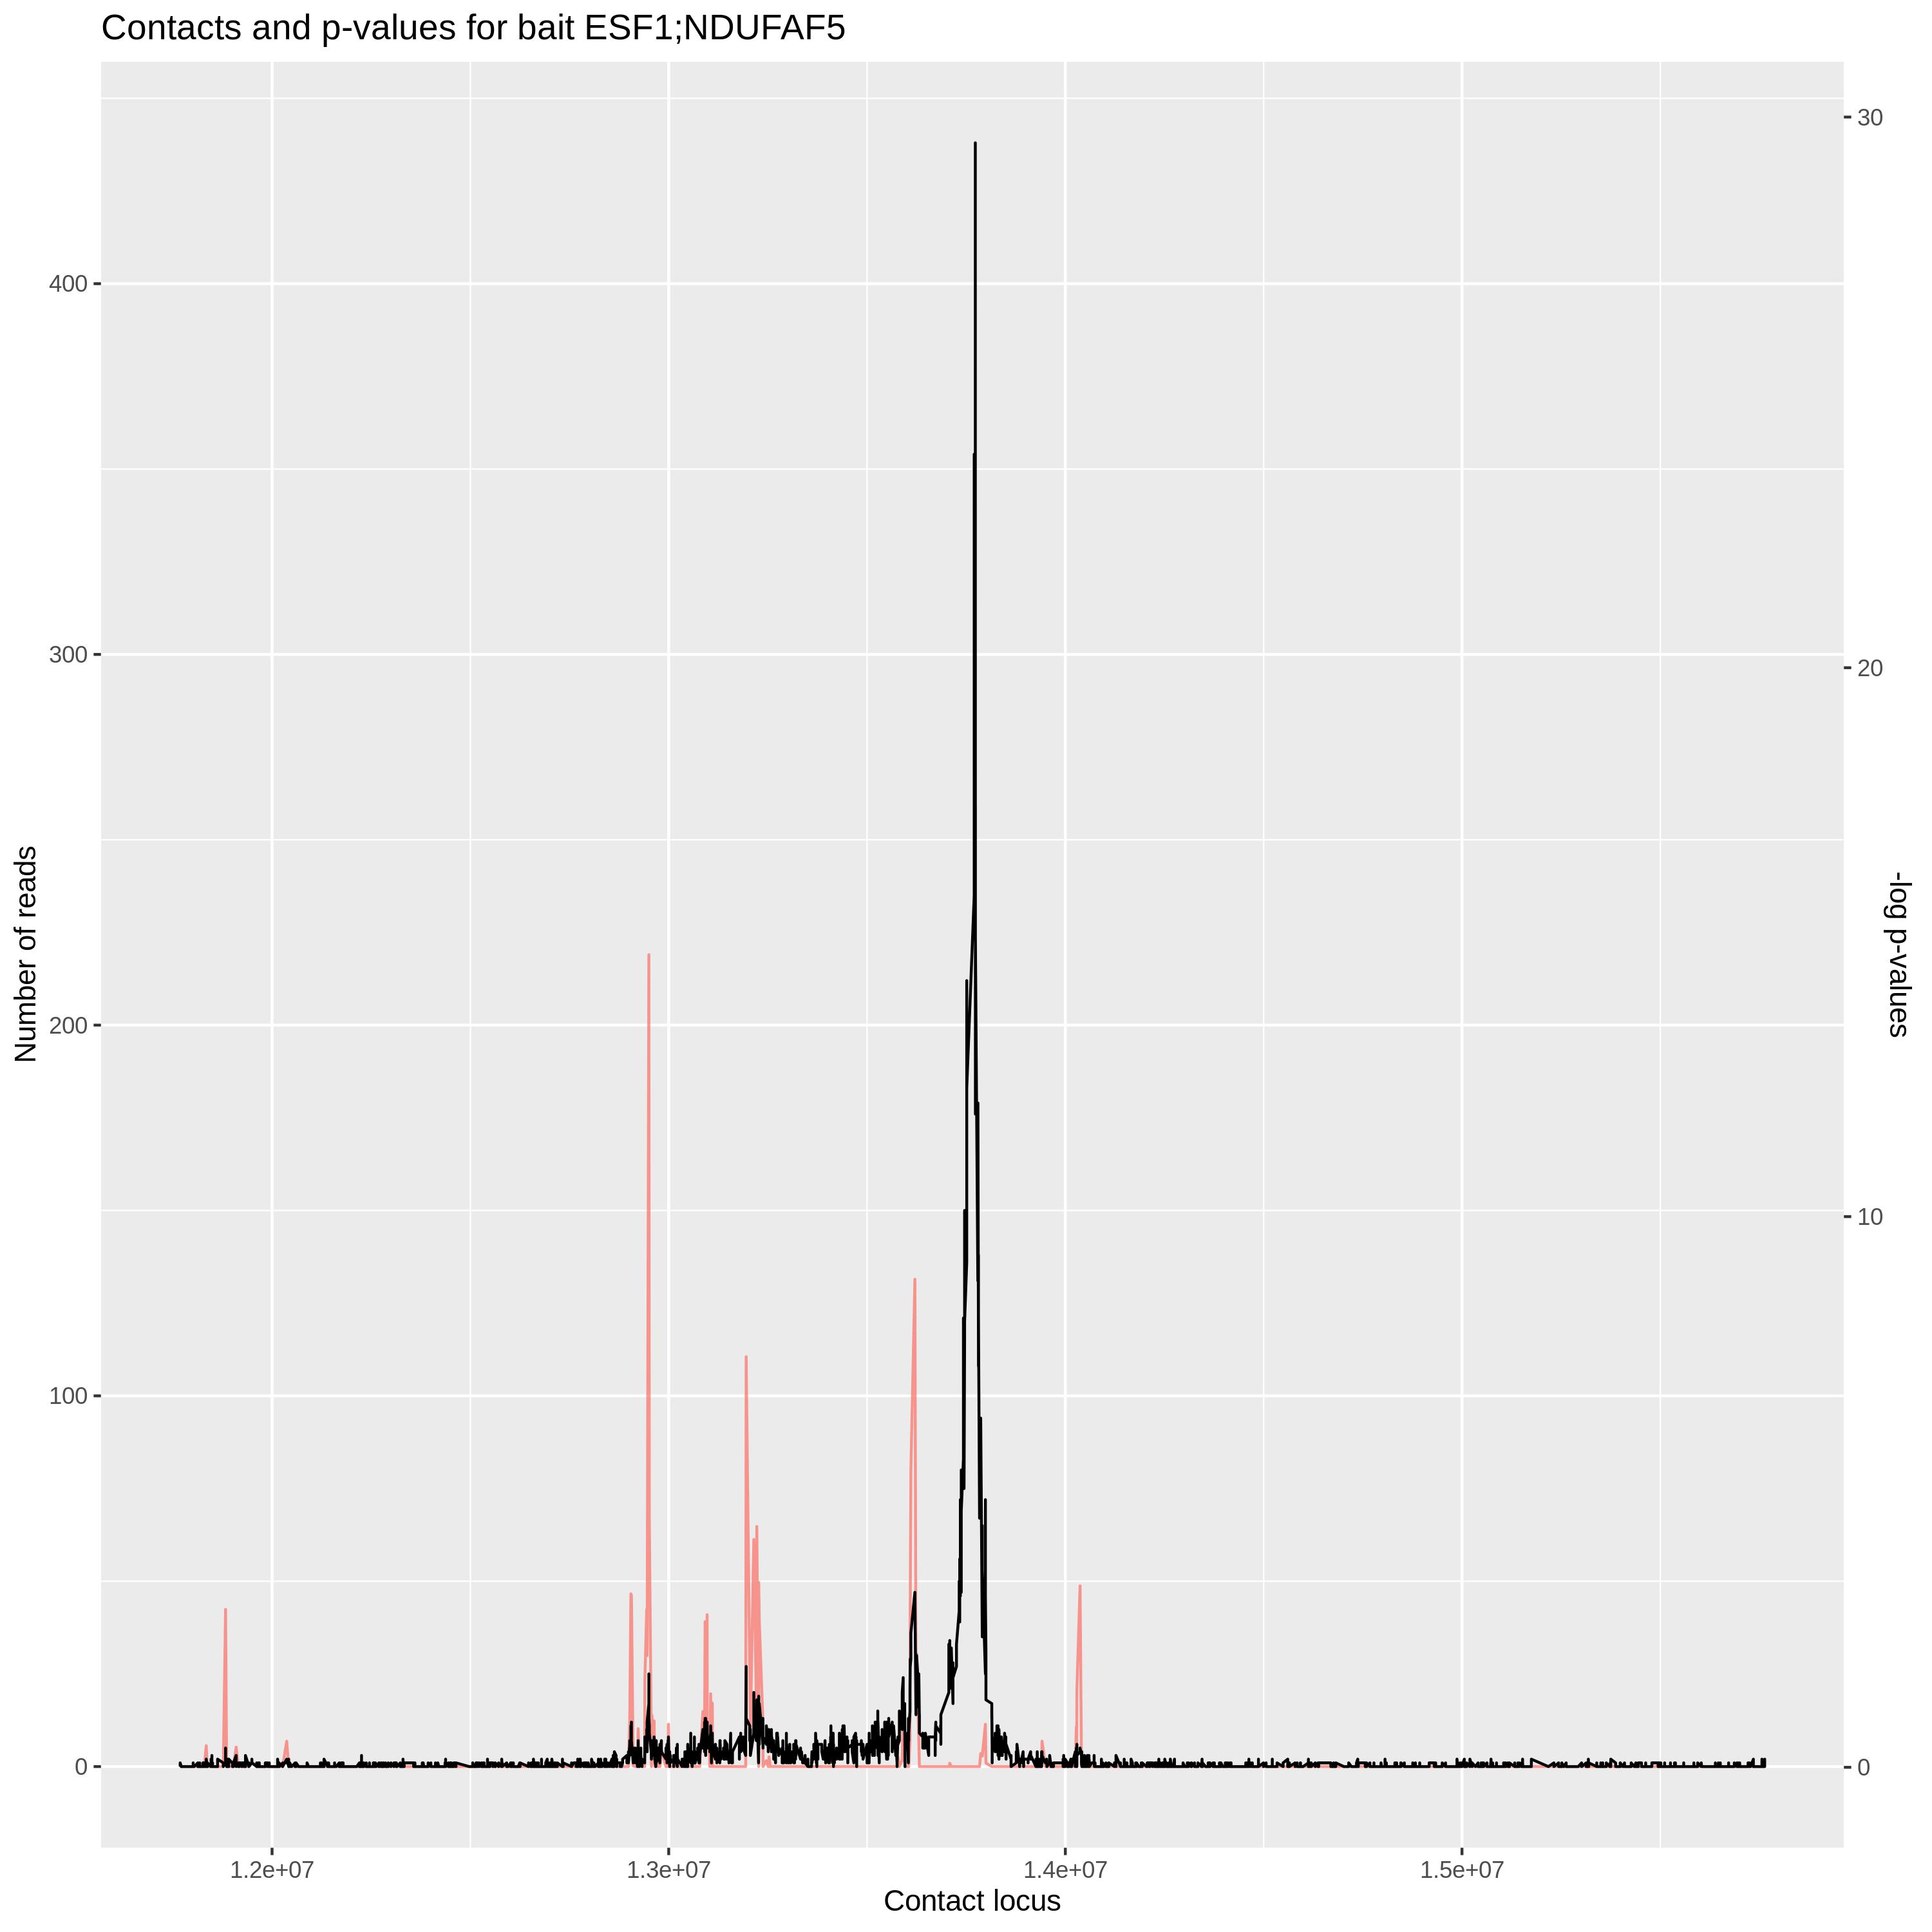 Contacts and p-values for bait ESF1;NDUFAF5
30
400
300
20
Number of reads
-log p-values
200
10
100
0
0
1.2e+07
1.3e+07
1.4e+07
1.5e+07
Contact locus